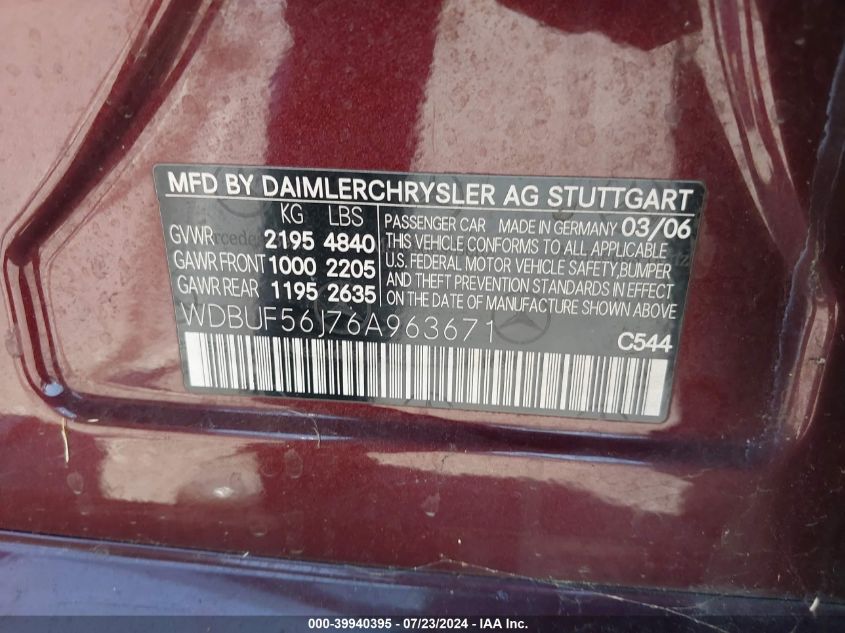 MFD BY DAIMLERCHRYSLER AG STUTTGART
KG LBS
GVWR 2195 4840
GAWR FRONT 1000 2205
GAWR REAR 1195 2635
PASSENGER CAR MADE IN GERMANY 03/06
THIS VEHICLE CONFORMS TO ALL APPLICABLE
U.S. FEDERAL MOTOR VEHICLE SAFETY, BUMPER
AND THEFT PREVENTION STANDARDS IN EFFECT
ON THE DATE OF MANUFACTURE SHOWN ABOVE
WDBUF56J76A963671
C544
000-39940395 - 07/23/2024 - IAA Inc.